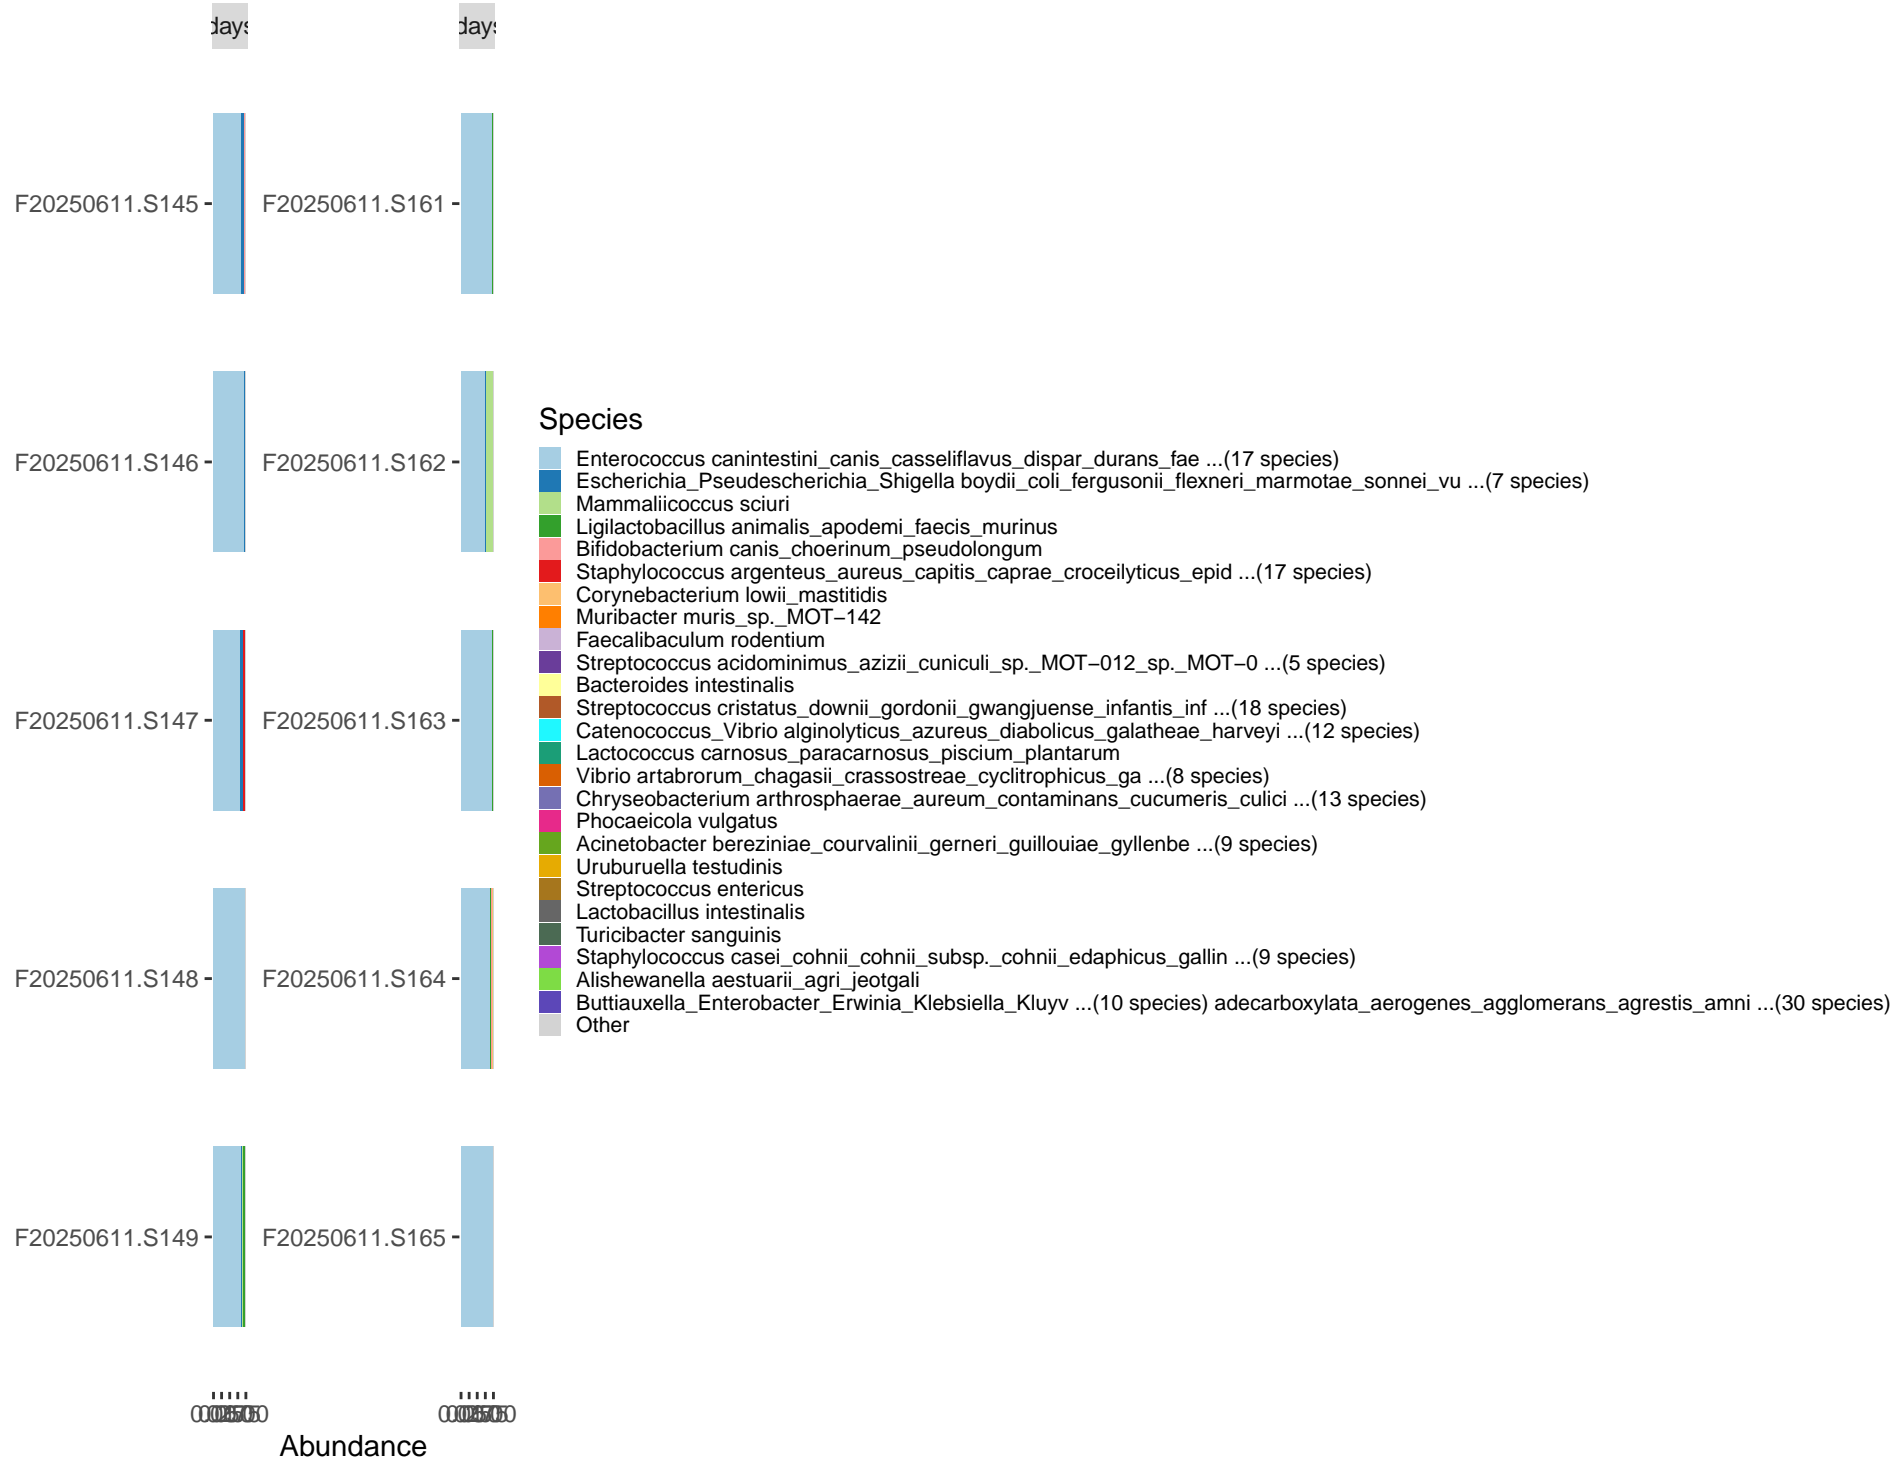 days days
F20250611.S145 F20250611.S161
F20250611.S146 F20250611.S162
F20250611.S147 F20250611.S163
F20250611.S148 F20250611.S164
F20250611.S149 F20250611.S165
Abundance
Species
Enterococcus canintestini_canis_casseliflavus_dispar_durans_fae ...(17 species)
Escherichia_Pseudescherichia_Shigella boydii_coli_fergusonii_flexneri_marmotae_sonnei_vu ...(7 species)
Mammaliicoccus sciuri
Ligilactobacillus animalis_apodemi_faecis_murinus
Bifidobacterium canis_choerinum_pseudolongum
Staphylococcus argenteus_aureus_capitis_caprae_croceilyticus_epid ...(17 species)
Corynebacterium lowii_mastitidis
Muribacter muris_sp._MOT−142
Faecalibaculum rodentium
Streptococcus acidominimus_azizii_cuniculi_sp._MOT−012_sp._MOT−0 ...(5 species)
Bacteroides intestinalis
Streptococcus cristatus_downii_gordonii_gwangjuense_infantis_inf ...(18 species)
Catenococcus_Vibrio alginolyticus_azureus_diabolicus_galatheae_harveyi ...(12 species)
Lactococcus carnosus_paracarnosus_piscium_plantarum
Vibrio artabrorum_chagasii_crassostreae_cyclitrophicus_ga ...(8 species)
Chryseobacterium arthrosphaerae_aureum_contaminans_cucumeris_culici ...(13 species)
Phocaeicola vulgatus
Acinetobacter bereziniae_courvalinii_gerneri_guillouiae_gyllenbe ...(9 species)
Uruburuella testudinis
Streptococcus entericus
Lactobacillus intestinalis
Turicibacter sanguinis
Staphylococcus casei_cohnii_cohnii_subsp._cohnii_edaphicus_gallin ...(9 species)
Alishewanella aestuarii_agri_jeotgali
Buttiauxella_Enterobacter_Erwinia_Klebsiella_Kluyv ...(10 species) adecarboxylata_aerogenes_agglomerans_agrestis_amni ...(30 species)
Other